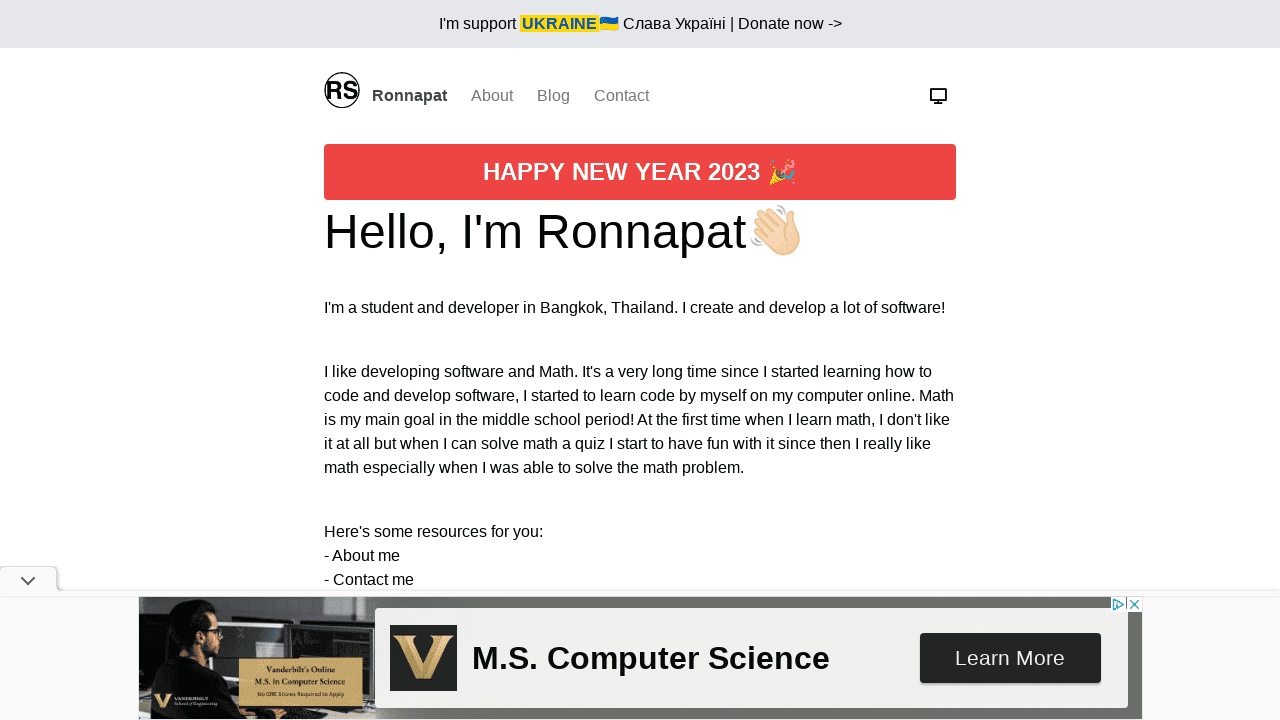 I'm support UKRAINE🇺🇦 Слава Україні | Donate now ->
RS Ronnapat About Blog Contact
HAPPY NEW YEAR 2023 🎉
Hello, I'm Ronnapat👋🏻
I'm a student and developer in Bangkok, Thailand. I create and develop a lot of software!
I like developing software and Math. It's a very long time since I started learning how to
code and develop software, I started to learn code by myself on my computer online. Math
is my main goal in the middle school period! At the first time when I learn math, I don't like
it at all but when I can solve math a quiz I start to have fun with it since then I really like
math especially when I was able to solve the math problem.
Here's some resources for you:
- About me
- Contact me
Vanderbilt's Online
M.S. in Computer Science
No GRE Scores Required to Apply
VANDERBILT
School of Engineering
V
M.S. Computer Science
Learn More